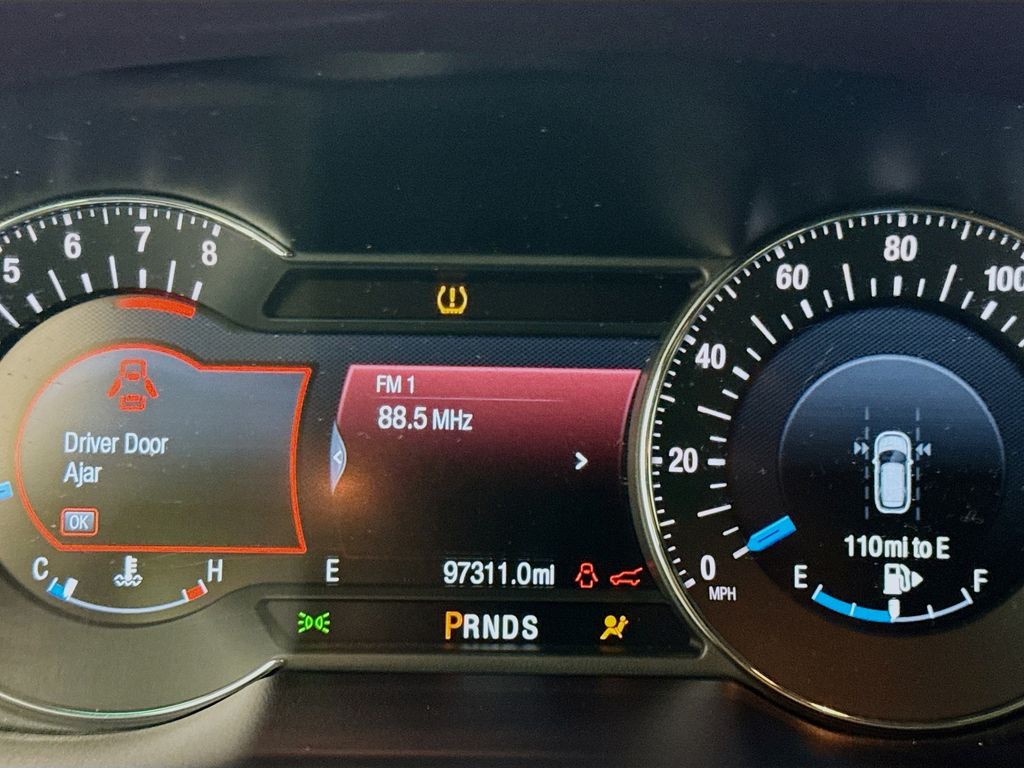 5 6 7 8
Driver Door
Ajar
OK
C H
FM 1
88.5 MHz
E 97311.0mi
PRNDS
0 20 40 60 80 100
MPH
110mi to E
E F